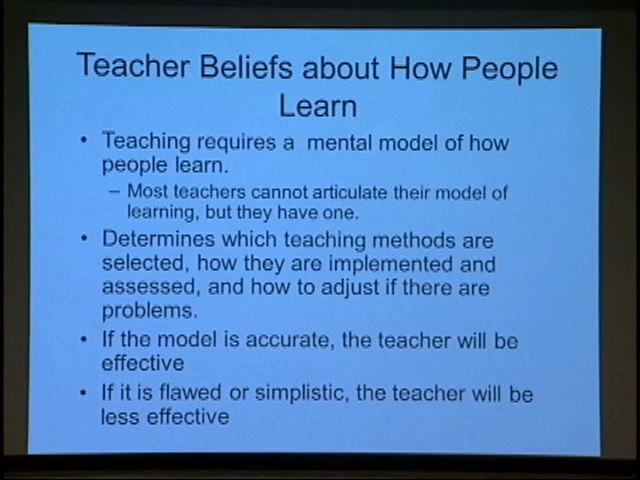 Teacher Beliefs about How People
Learn
• Teaching requires a mental model of how
people learn.
– Most teachers cannot articulate their model of
learning, but they have one.
• Determines which teaching methods are
selected, how they are implemented and
assessed, and how to adjust if there are
problems.
• If the model is accurate, the teacher will be
effective
• If it is flawed or simplistic, the teacher will be
less effective